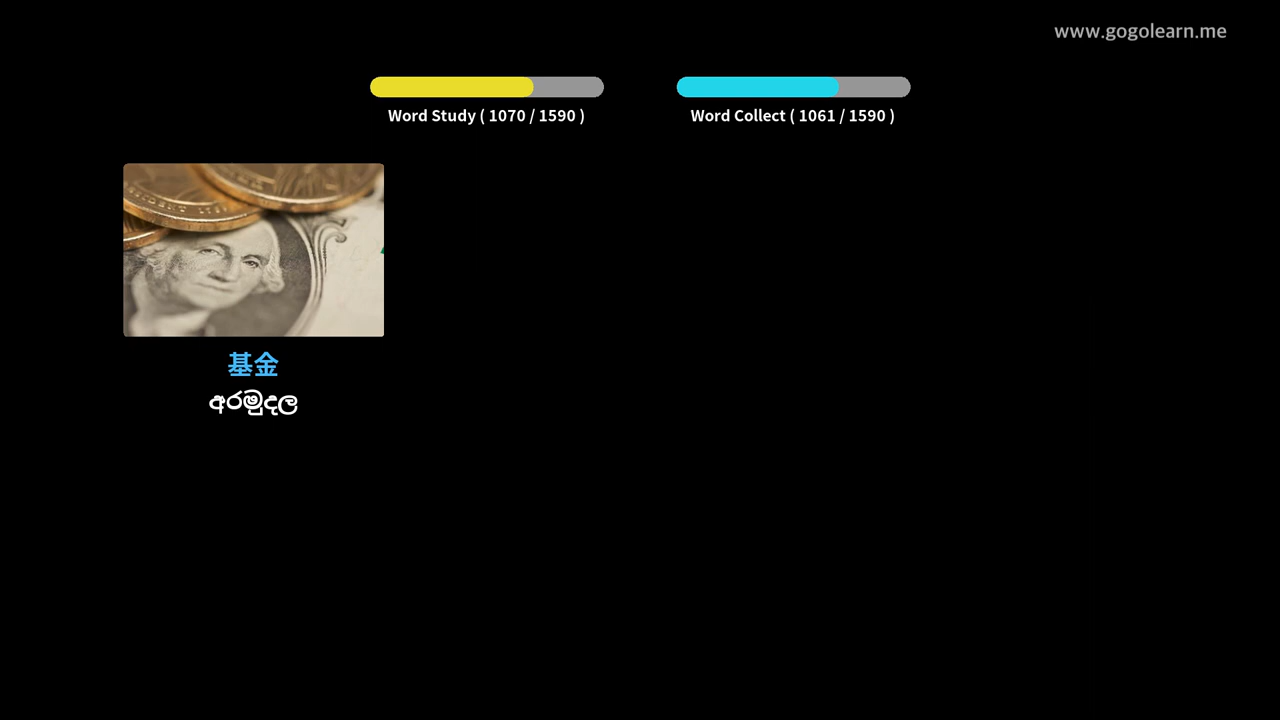 www.gogolearn.me
Word Study ( 1070 / 1590 )
Word Collect ( 1061 / 1590 )
基金
අරමුදල